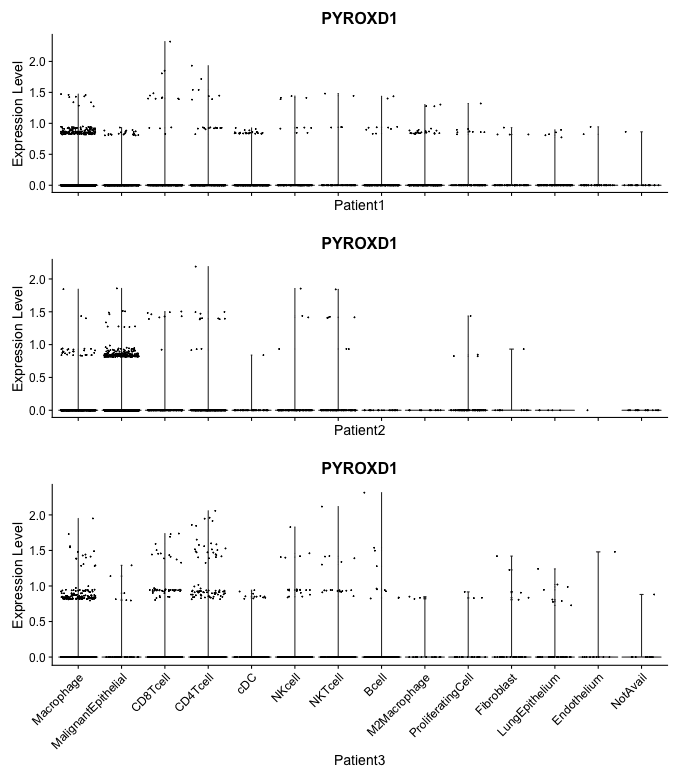 PYROXD1
Expression Level
2.0
1.5
1.0
0.5
0.0
Patient1
PYROXD1
Expression Level
2.0
1.5
1.0
0.5
0.0
Patient2
PYROXD1
Expression Level
2.0
1.5
1.0
0.5
0.0
Macrophage
MalignantEpithelial
CD8Tcell
CD4Tcell
cDC
NKcell
NKTcell
Bcell
M2Macrophage
ProliferatingCell
Fibroblast
LungEpithelium
Endothelium
NotAvail
Patient3